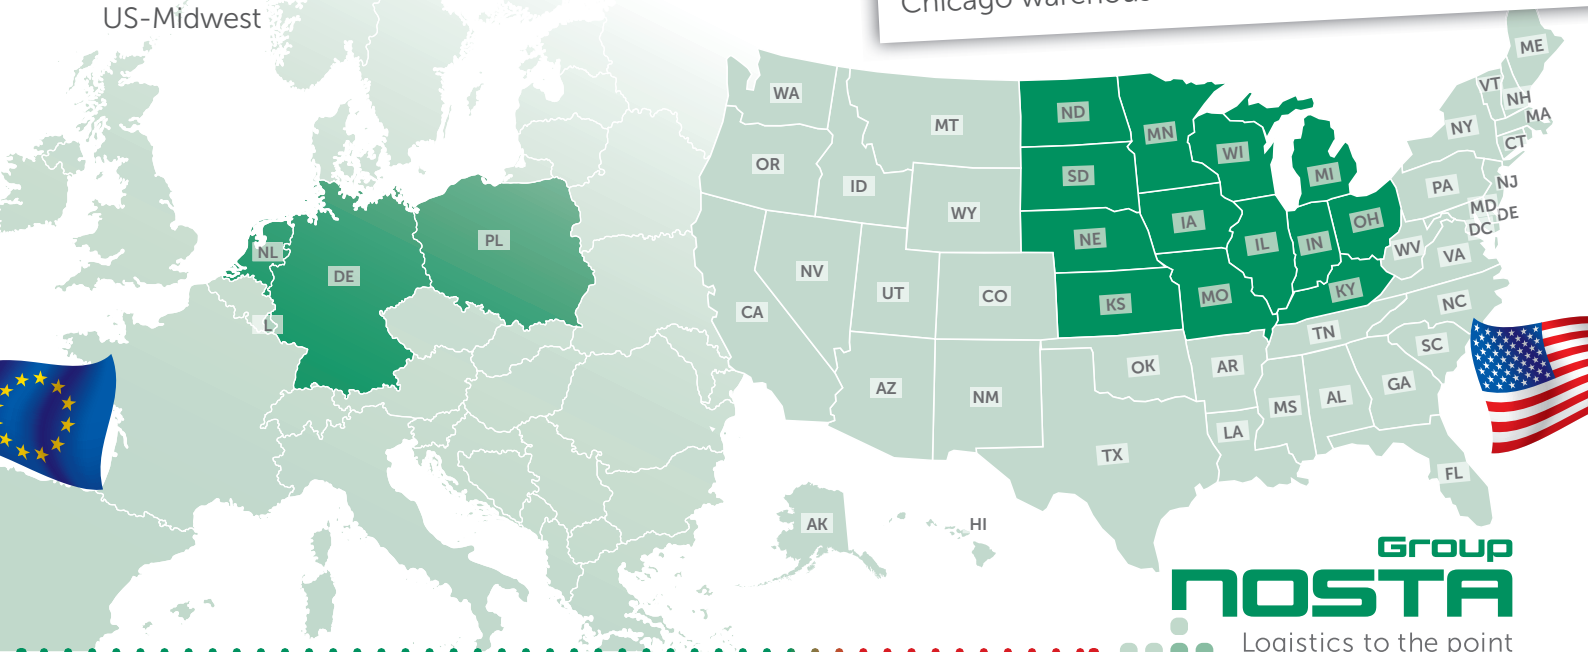 US-Midwest
Chicago
ME
WA
VT
NH
MT
ND
MA
MN
NY
CT
WI
OR
ID
SD
MI
PA
NJ
WY
MD
DE
IA
OH
DC
NL
PL
NE
IL
IN
WV
VA
DE
NV
UT
CO
KS
MO
KY
NC
CA
L
TN
SC
OK
AR
AZ
NM
GA
MS
AL
LA
TX
FL
AK
HI
Group
NOSTA
Logistics to the point